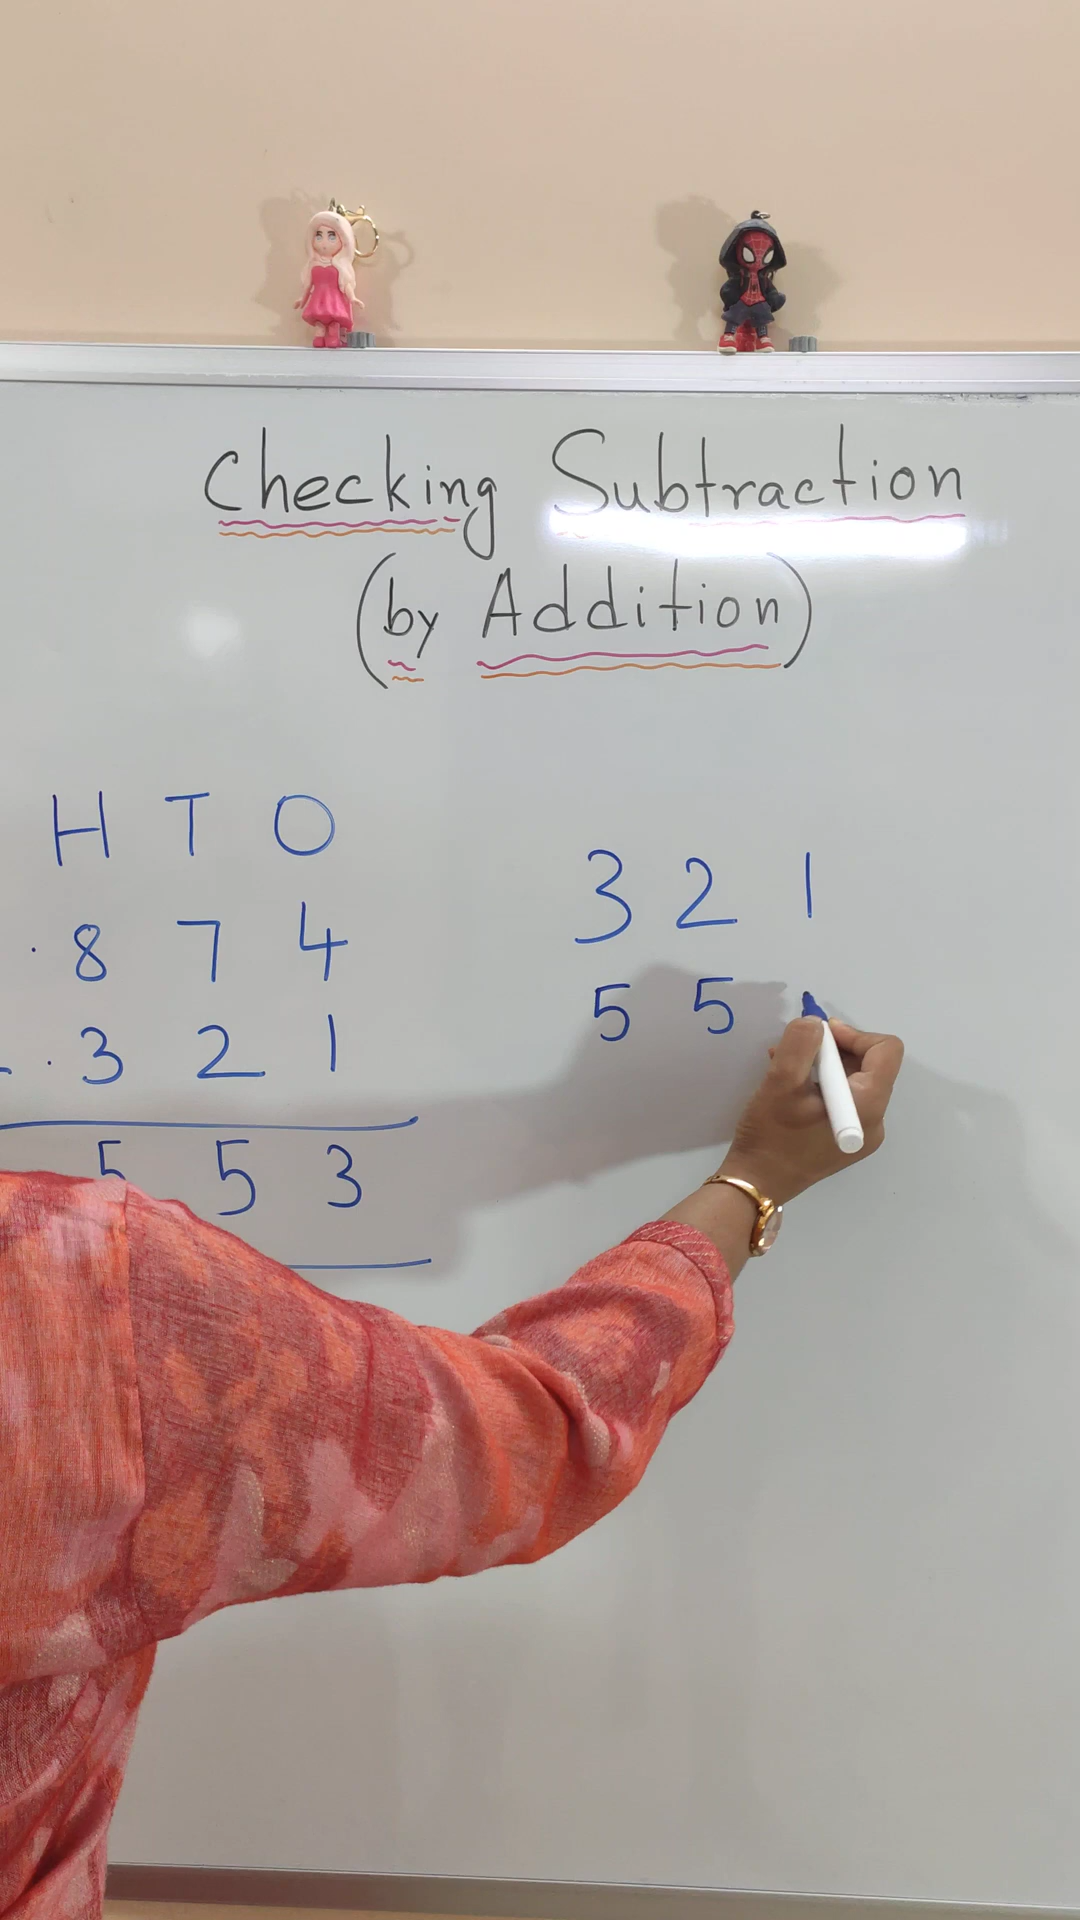 Checking Subtraction
(by Addition)
H T O
· 8 7 4
- · 3 2 1
5 5 3
3 2 1
5 5